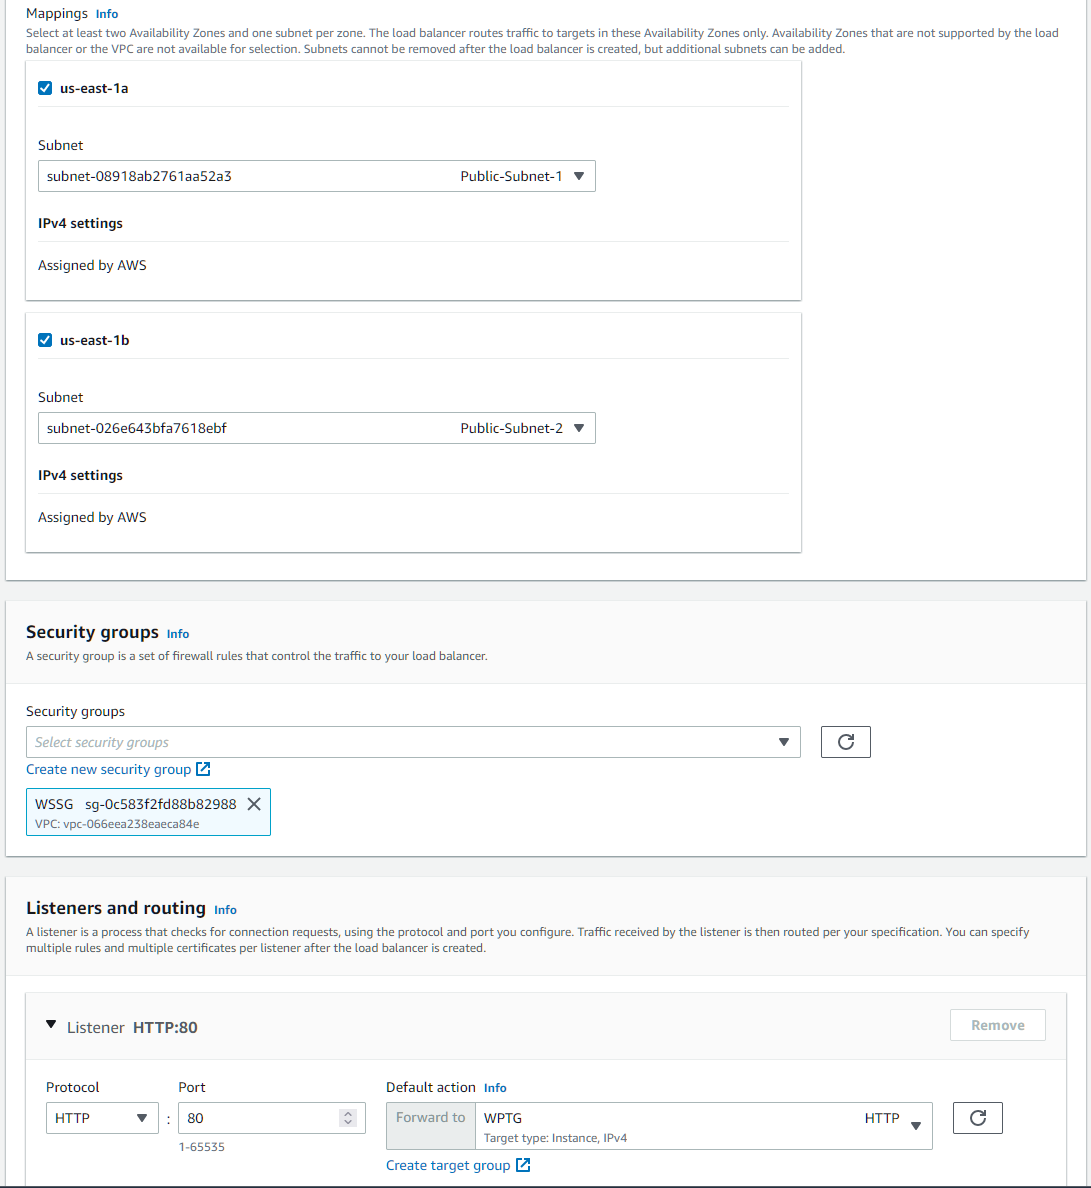 Mappings Info
Select at least two Availability Zones and one subnet per zone. The load balancer routes traffic to targets in these Availability Zones only. Availability Zones that are not supported by the load
balancer or the VPC are not available for selection. Subnets cannot be removed after the load balancer is created, but additional subnets can be added.
us-east-1a
Subnet
subnet-08918ab2761aa52a3 Public-Subnet-1
IPv4 settings
Assigned by AWS
us-east-1b
Subnet
subnet-026e643bfa7618ebf Public-Subnet-2
IPv4 settings
Assigned by AWS
Security groups Info
A security group is a set of firewall rules that control the traffic to your load balancer.
Security groups
Select security groups
Create new security group
WSSG sg-0c583f2fd88b82988
VPC: vpc-066eea238eaeca84e
Listeners and routing Info
A listener is a process that checks for connection requests, using the protocol and port you configure. Traffic received by the listener is then routed per your specification. You can specify
multiple rules and multiple certificates per listener after the load balancer is created.
Listener HTTP:80
Remove
Protocol Port Default action Info
HTTP : 80 Forward to WPTG HTTP
Target type: Instance, IPv4
1-65535
Create target group